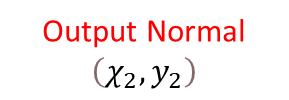 Output Normal
(χ₂, y₂)